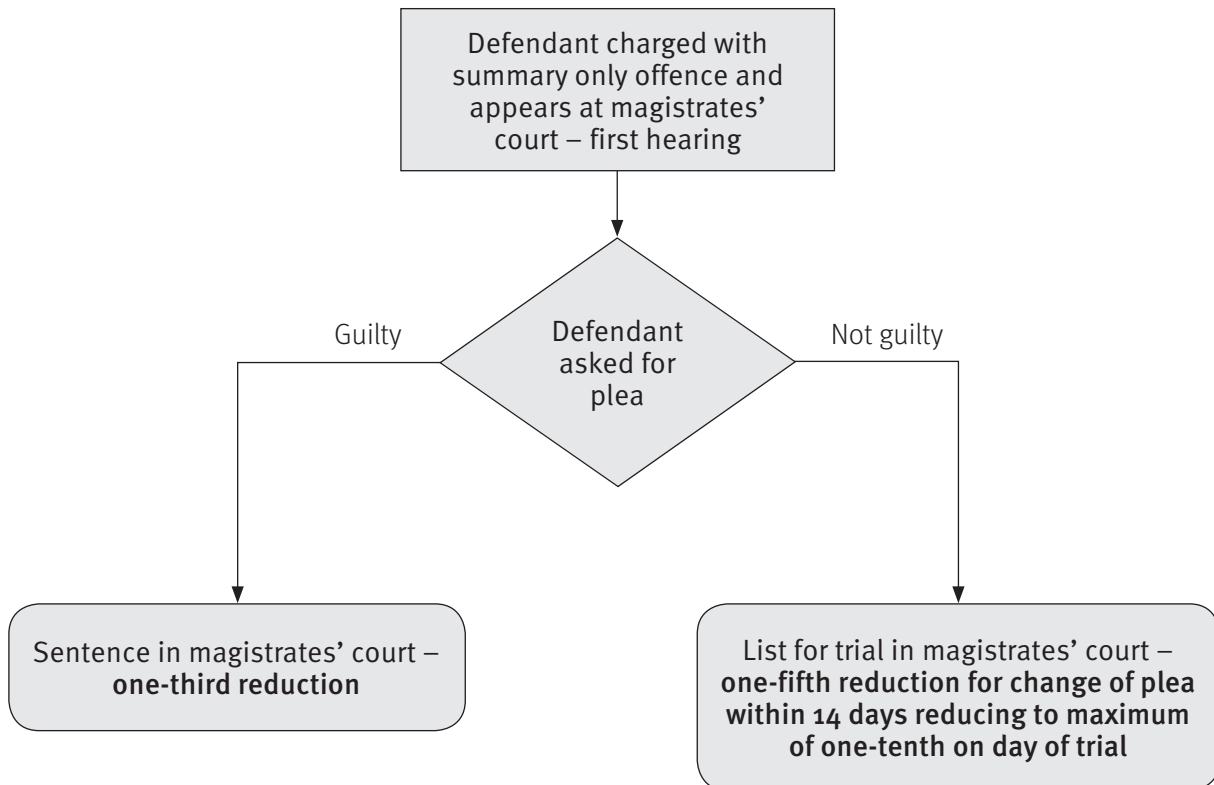 Defendant charged with
summary only offence and
appears at magistrates’
court – first hearing
Guilty
Defendant
asked for
plea
Not guilty
Sentence in magistrates’ court –
one-third reduction
List for trial in magistrates’ court –
one-fifth reduction for change of plea
within 14 days reducing to maximum
of one-tenth on day of trial